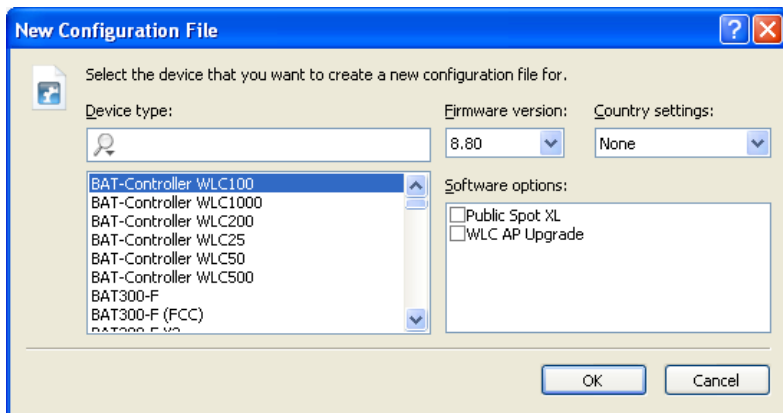 New Configuration File
Select the device that you want to create a new configuration file for.
Device type:
Firmware version:
Country settings:
8.80
None
BAT-Controller WLC100
BAT-Controller WLC1000
BAT-Controller WLC200
BAT-Controller WLC25
BAT-Controller WLC50
BAT-Controller WLC500
BAT300-F
BAT300-F (FCC)
Software options:
Public Spot XL
WLC AP Upgrade
OK
Cancel